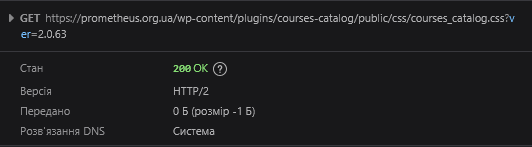 GET https://prometheus.org.ua/wp-content/plugins/courses-catalog/public/css/courses_catalog.css?v
er=2.0.63
Стан 200 OK ?
Версія HTTP/2
Передано 0 Б (розмір -1 Б)
Розв'язання DNS Система